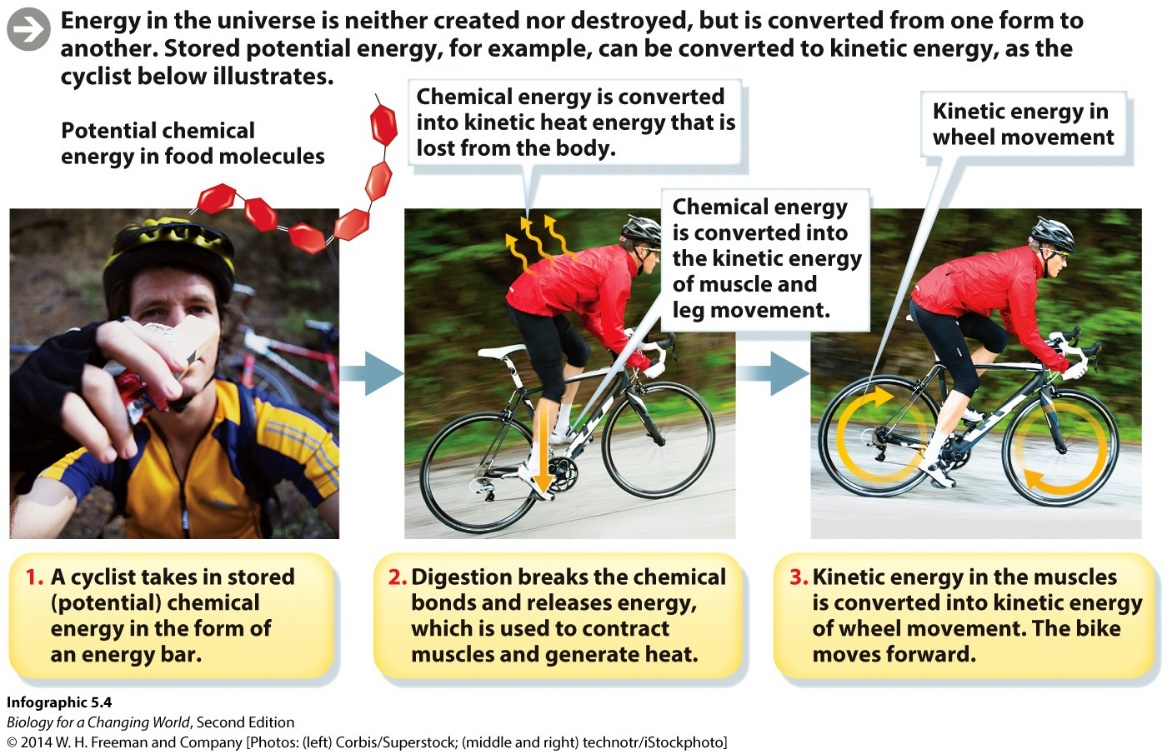 Energy in the universe is neither created nor destroyed, but is converted from one form to
another. Stored potential energy, for example, can be converted to kinetic energy, as the
cyclist below illustrates.
Potential chemical
energy in food molecules
Chemical energy is converted
into kinetic heat energy that is
lost from the body.
Chemical energy
is converted into
the kinetic energy
of muscle and
leg movement.
Kinetic energy in
wheel movement
1. A cyclist takes in stored
(potential) chemical
energy in the form of
an energy bar.
2. Digestion breaks the chemical
bonds and releases energy,
which is used to contract
muscles and generate heat.
3. Kinetic energy in the muscles
is converted into kinetic energy
of wheel movement. The bike
moves forward.
Infographic 5.4
Biology for a Changing World, Second Edition
© 2014 W. H. Freeman and Company [Photos: (left) Corbis/Superstock; (middle and right) technotr/iStockphoto]